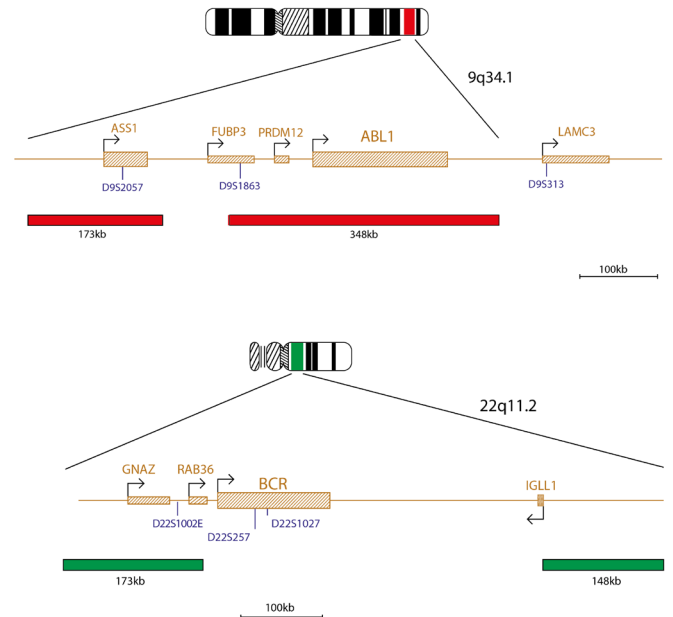 9q34.1
ASS1
FUBP3
PRDM12
ABL1
LAMC3
D9S2057
D9S1863
D9S313
173kb
348kb
100kb
22q11.2
GNAZ
RAB36
BCR
IGLL1
D22S1002E
D22S1027
D22S257
173kb
148kb
100kb